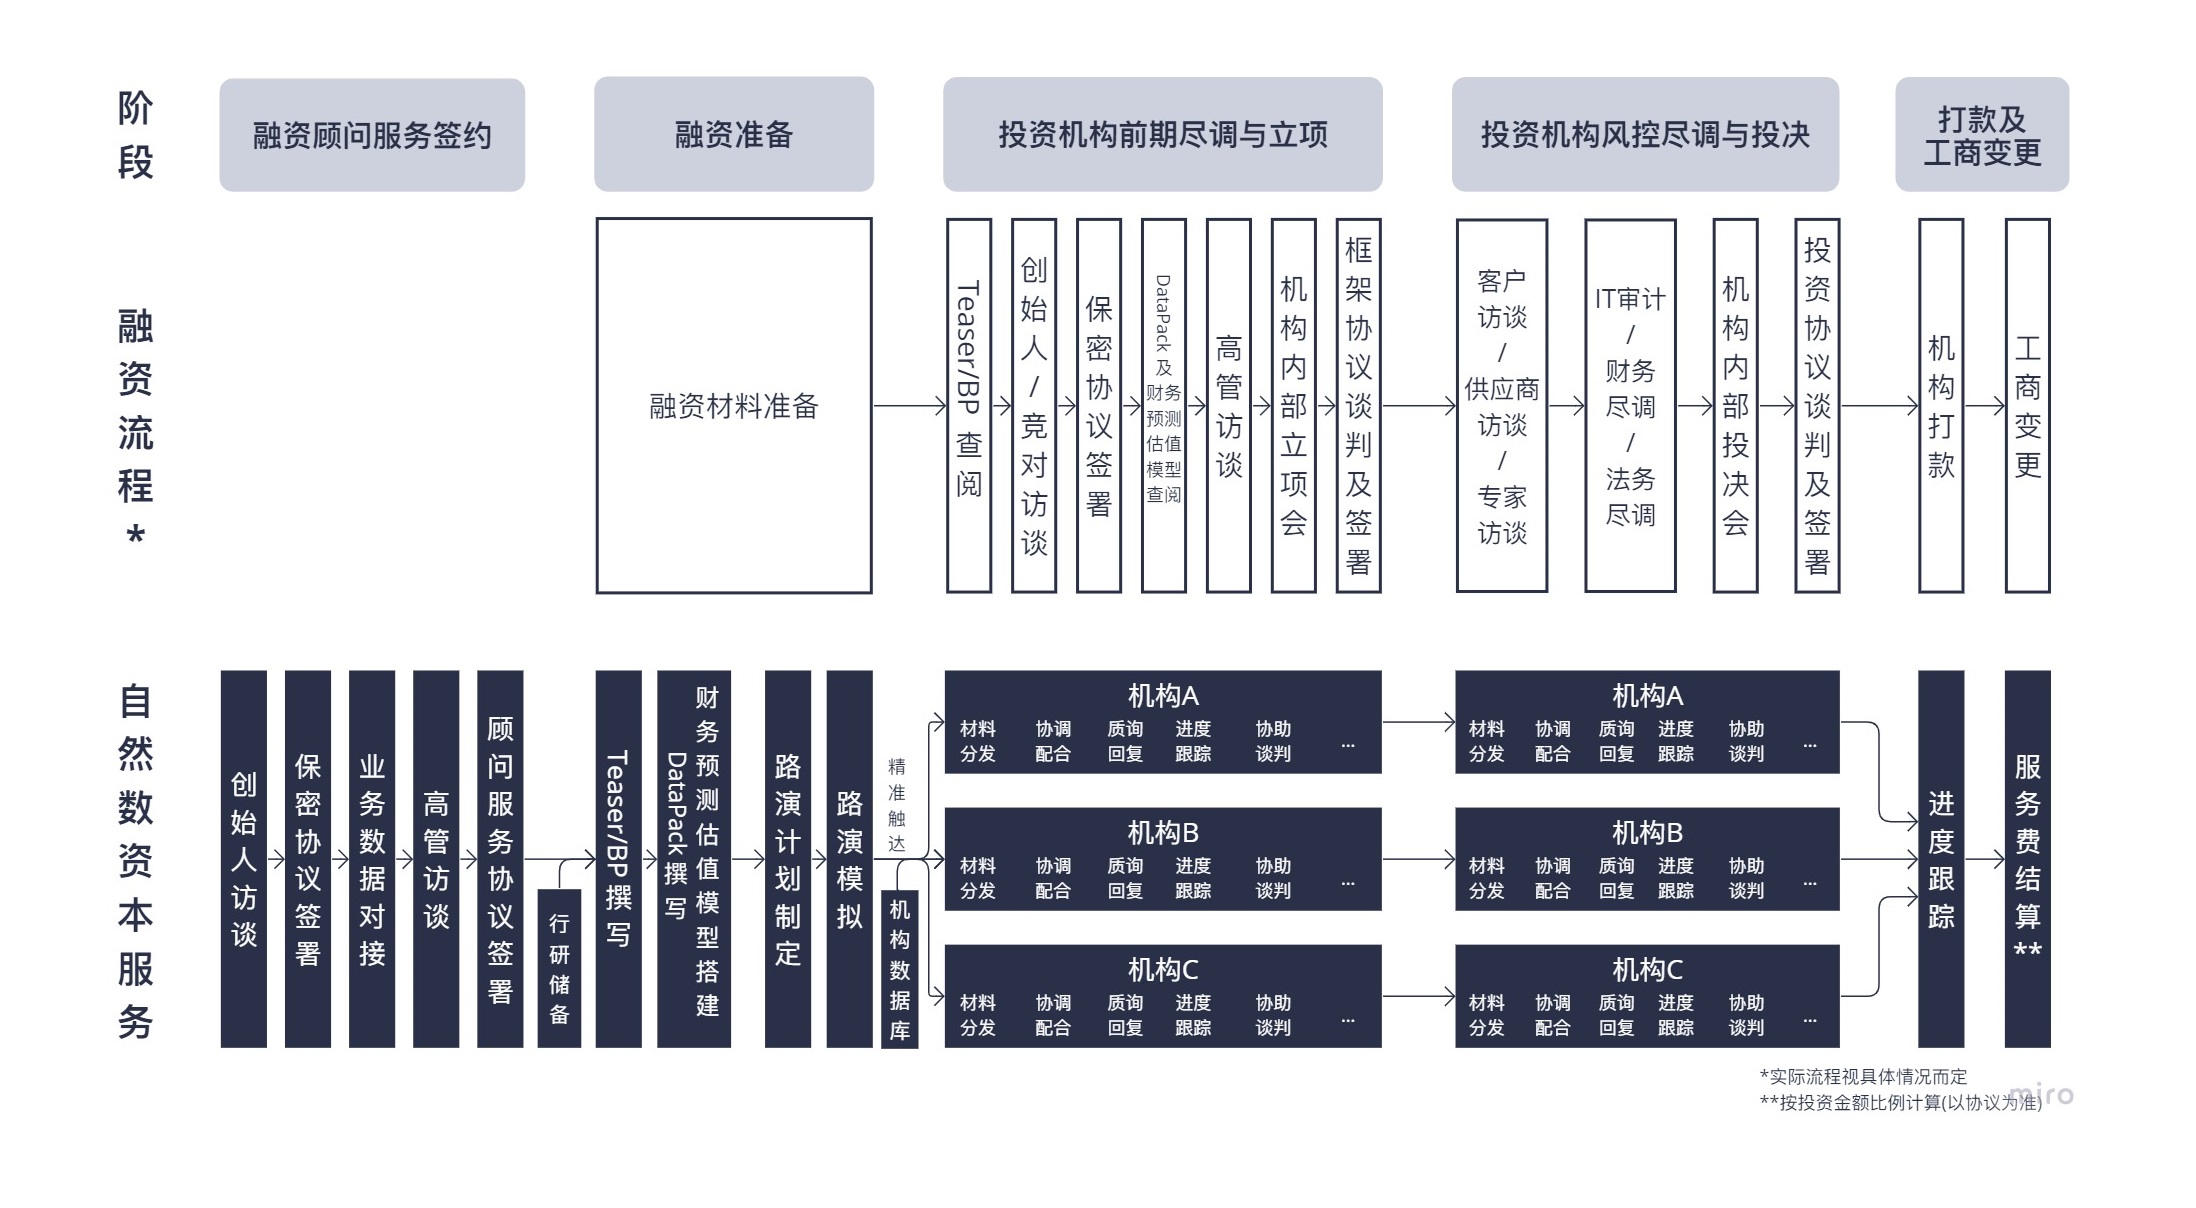 阶段
融资顾问服务签约
融资准备
投资机构前期尽调与立项
投资机构风控尽调与投决
打款及
工商变更
融资流程*
融资材料准备
Teaser/BP 查阅
创始人/竞对访谈
保密协议签署
DataPack 及
财务
预测
估值
模型
查阅
高管访谈
机构内部立项会
框架协议谈判及签署
客户
访谈
/
供应商
访谈
/
专家
访谈
IT审计
/
财务
尽调
/
法务
尽调
机构内部投决会
投资协议谈判及签署
机构打款
工商变更
自然数资本服务
创始人访谈
保密协议签署
业务数据对接
高管访谈
顾问服务协议签署
行研储备
Teaser/BP 撰写
财务预测估值模型搭建
DataPack 撰写
路演计划制定
路演模拟
精准触达
机构数据库
机构A
材料 协调 质询 进度 协助
分发 配合 回复 跟踪 谈判 ...
机构B
材料 协调 质询 进度 协助
分发 配合 回复 跟踪 谈判 ...
机构C
材料 协调 质询 进度 协助
分发 配合 回复 跟踪 谈判 ...
机构A
材料 协调 质询 进度 协助
分发 配合 回复 跟踪 谈判 ...
机构B
材料 协调 质询 进度 协助
分发 配合 回复 跟踪 谈判 ...
机构C
材料 协调 质询 进度 协助
分发 配合 回复 跟踪 谈判 ...
进度跟踪
服务费结算**
*实际流程视具体情况而定
**按投资金额比例计算(以协议为准)
miro